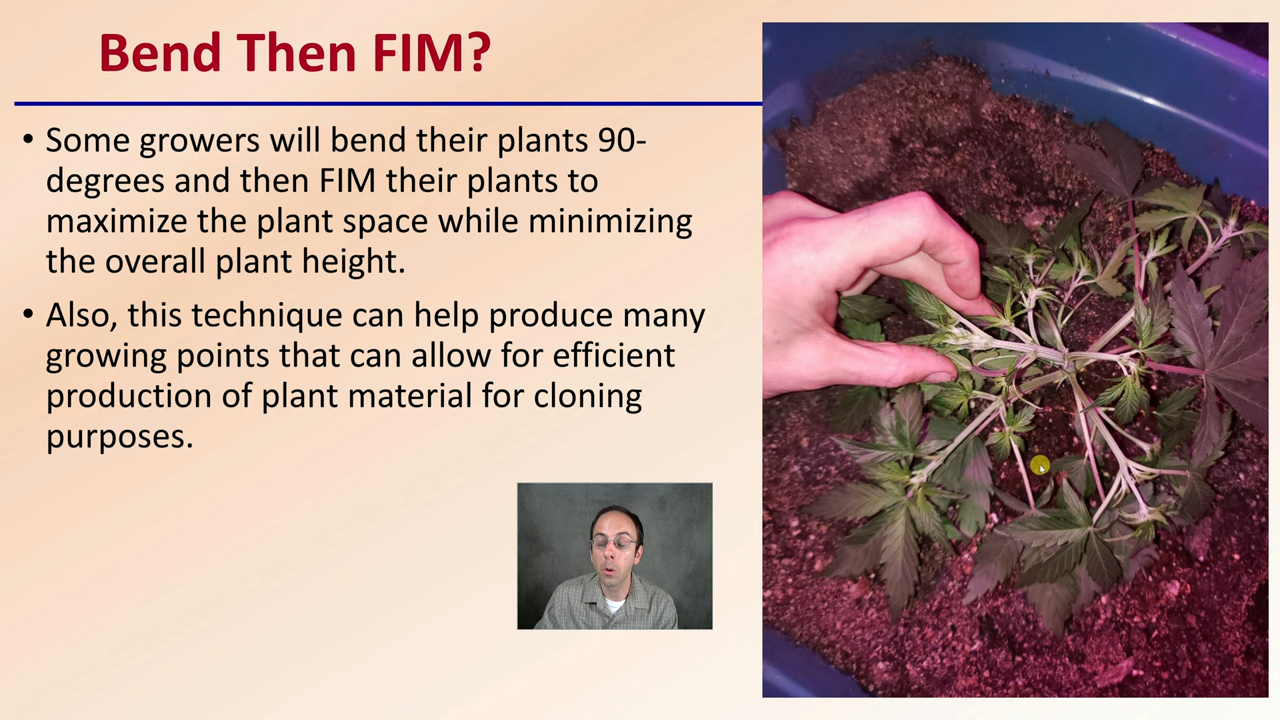 Bend Then FIM?
• Some growers will bend their plants 90-
degrees and then FIM their plants to
maximize the plant space while minimizing
the overall plant height.
• Also, this technique can help produce many
growing points that can allow for efficient
production of plant material for cloning
purposes.